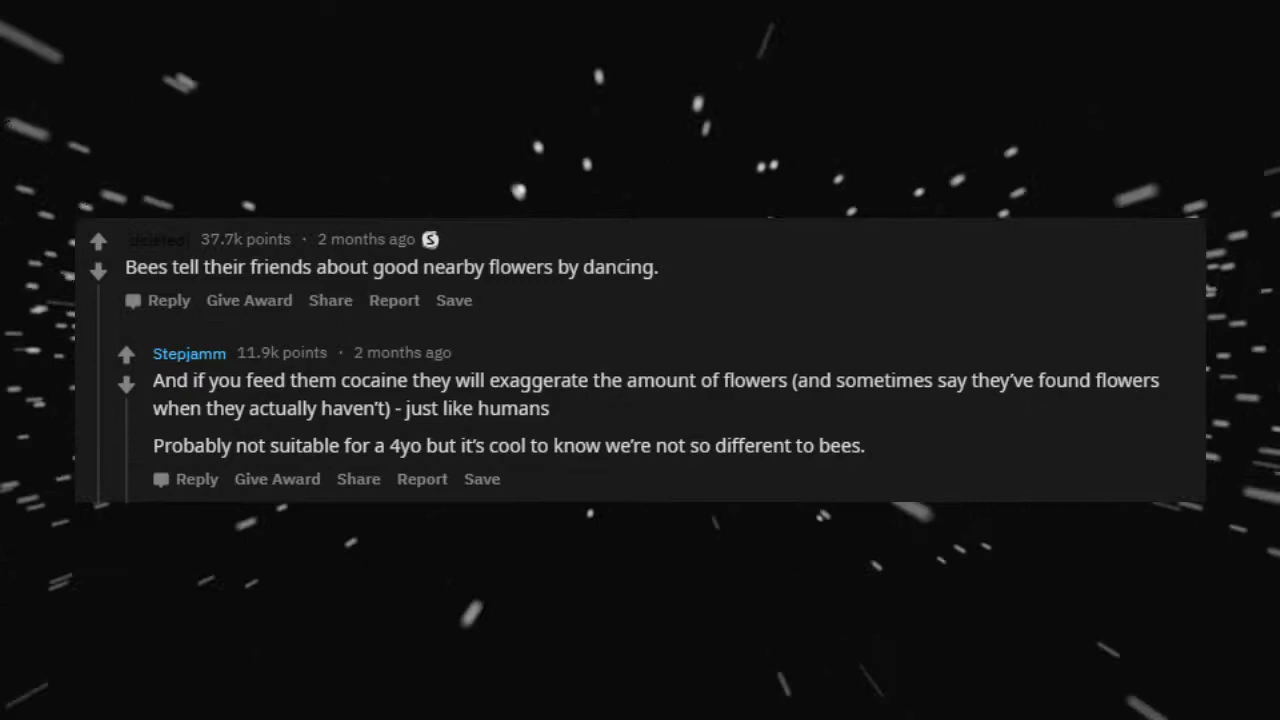 deleted 37.7k points · 2 months ago S
Bees tell their friends about good nearby flowers by dancing.
Reply Give Award Share Report Save
Stepjamm 11.9k points · 2 months ago
And if you feed them cocaine they will exaggerate the amount of flowers (and sometimes say they’ve found flowers
when they actually haven’t) - just like humans
Probably not suitable for a 4yo but it’s cool to know we’re not so different to bees.
Reply Give Award Share Report Save